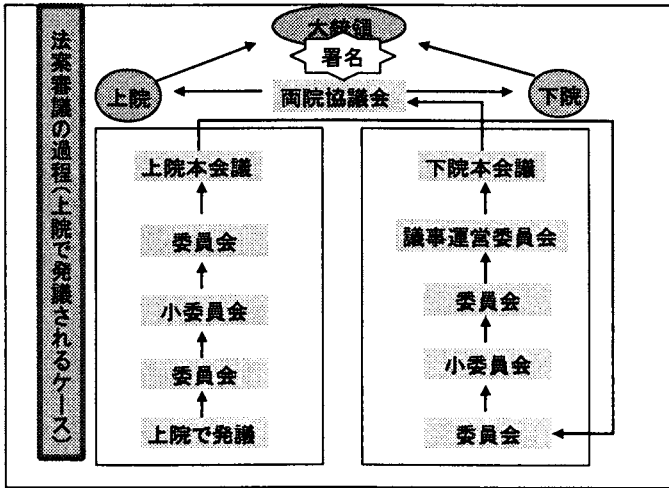 法案審議の過程(上院で発議されるケース)
大統領
署名
上院
両院協議会
下院
上院本会議
委員会
小委員会
委員会
上院で発議
下院本会議
議事運営委員会
委員会
小委員会
委員会